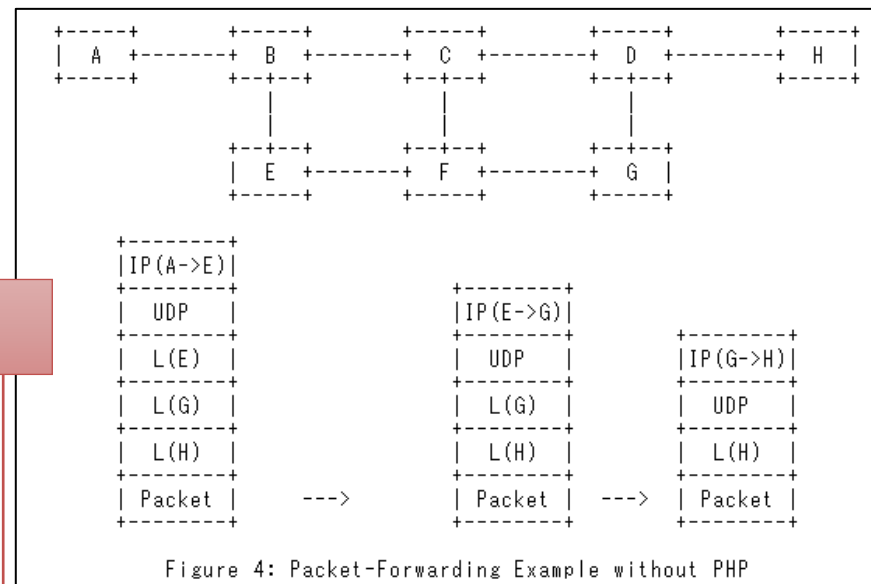 +-----+       +-----+       +-----+        +-----+        +-----+
|  A  +-------+  B  +-------+  C  +--------+  D  +--------+  H  |
+-----+       +--+--+       +--+--+        +--+--+        +-----+
                 |             |              |
                 |             |              |
              +--+--+       +--+--+        +--+--+
              |  E  +-------+  F  +--------+  G  |
              +-----+       +-----+        +-----+
     +--------+
     |IP(A->E)|
     +--------+                 +--------+
     |  UDP   |                 |IP(E->G)|
     +--------+                 +--------+       +--------+
     |  L(E)  |                 |  UDP   |       |IP(G->H)|
     +--------+                 +--------+       +--------+
     |  L(G)  |                 |  L(G)  |       |  UDP   |
     +--------+                 +--------+       +--------+
     |  L(H)  |                 |  L(H)  |       |  L(H)  |
     +--------+                 +--------+       +--------+
     | Packet |     --->        | Packet |  ---> | Packet |
     +--------+                 +--------+       +--------+
Figure 4: Packet-Forwarding Example without PHP